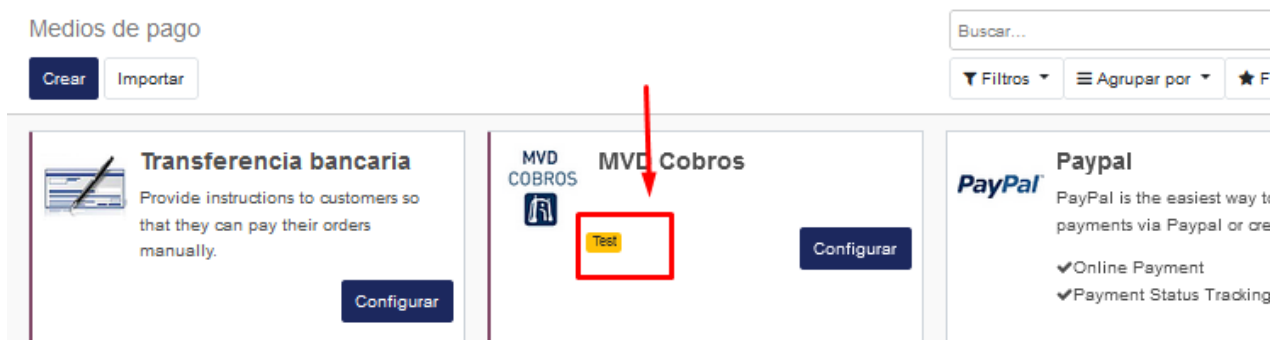 Medios de pago
Buscar...
Crear Importar
Filtros Agrupar por F
Transferencia bancaria
Provide instructions to customers so
that they can pay their orders
manually.
Configurar
MVD
COBROS
MVD Cobros
Test
Configurar
PayPal
Paypal
PayPal is the easiest way to
payments via Paypal or cre
Online Payment
Payment Status Tracking